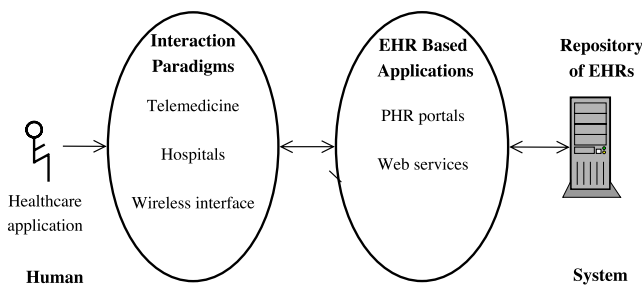 Interaction
Paradigms
Telemedicine
Hospitals
Wireless interface
EHR Based
Applications
PHR portals
Web services
Repository
of EHRs
Healthcare
application
Human
System